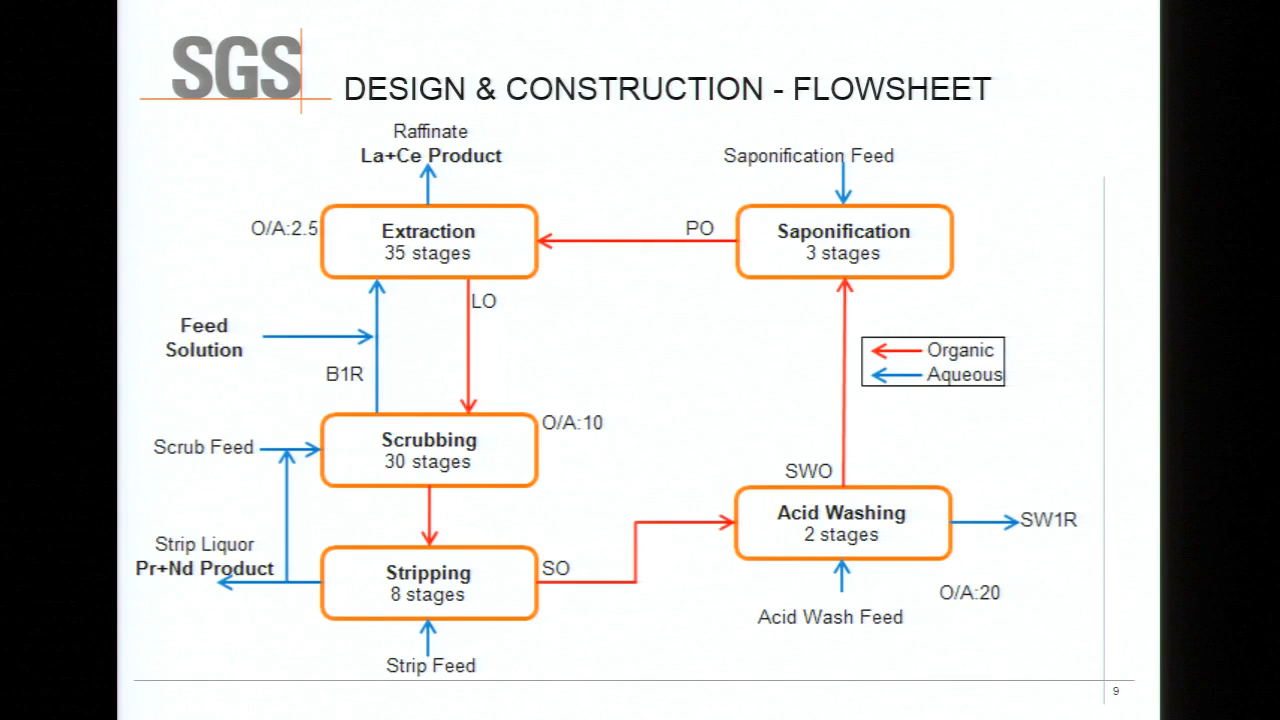 SGS
DESIGN & CONSTRUCTION - FLOWSHEET
Raffinate
La+Ce Product
Saponification Feed
O/A:2.5
Extraction
35 stages
PO
Saponification
3 stages
LO
Feed
Solution
Organic
Aqueous
B1R
O/A:10
Scrub Feed
Scrubbing
30 stages
SWO
Acid Washing
2 stages
SW1R
Strip Liquor
Pr+Nd Product
Stripping
8 stages
SO
O/A:20
Acid Wash Feed
Strip Feed
9